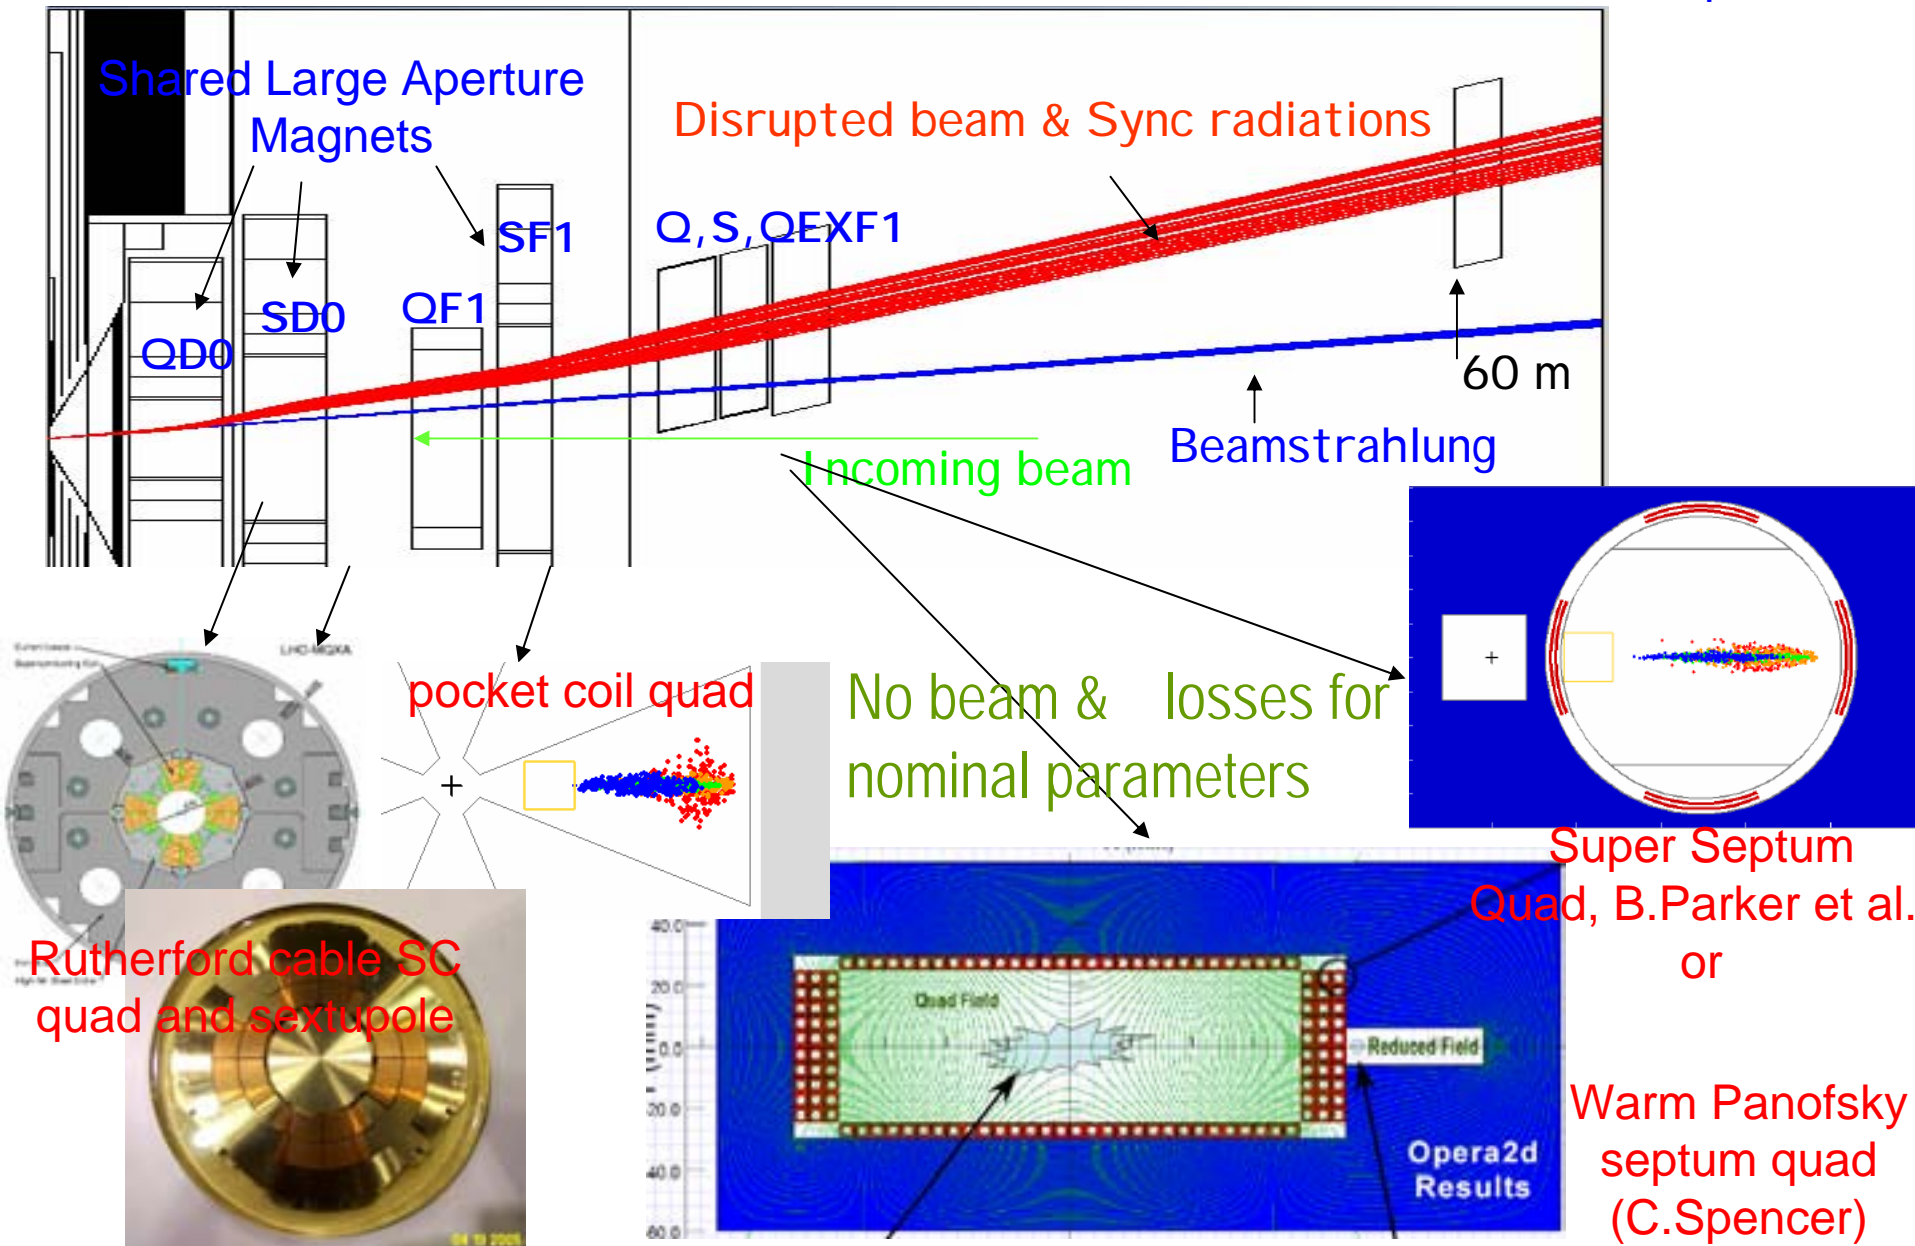 Shared Large Aperture
Magnets
Disrupted beam & Sync radiations
SF1
Q,S,QEXF1
SD0
QF1
QD0
60 m
Beamstrahlung
Incoming beam
LHC-MQXA
pocket coil quad
No beam & losses for
nominal parameters
Super Septum
Quad, B.Parker et al.
or
Rutherford cable SC
quad and sextupole
40.0
20.0
0.0
20.0
40.0
60.0
Quad Field
Reduced Field
Opera2d
Results
Warm Panofsky
septum quad
(C.Spencer)